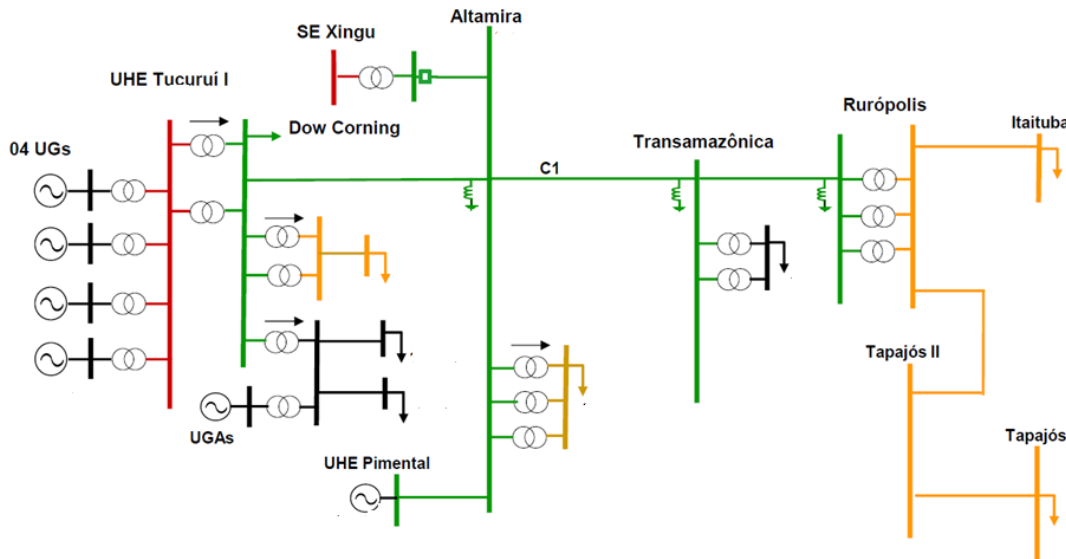 Altamira
SE Xingu
UHE Tucuruí I
Dow Corning
Rurópolis
Itaituba
Transamazônica
04 UGs
C1
Tapajós II
UGAs
UHE Pimental
Tapajós